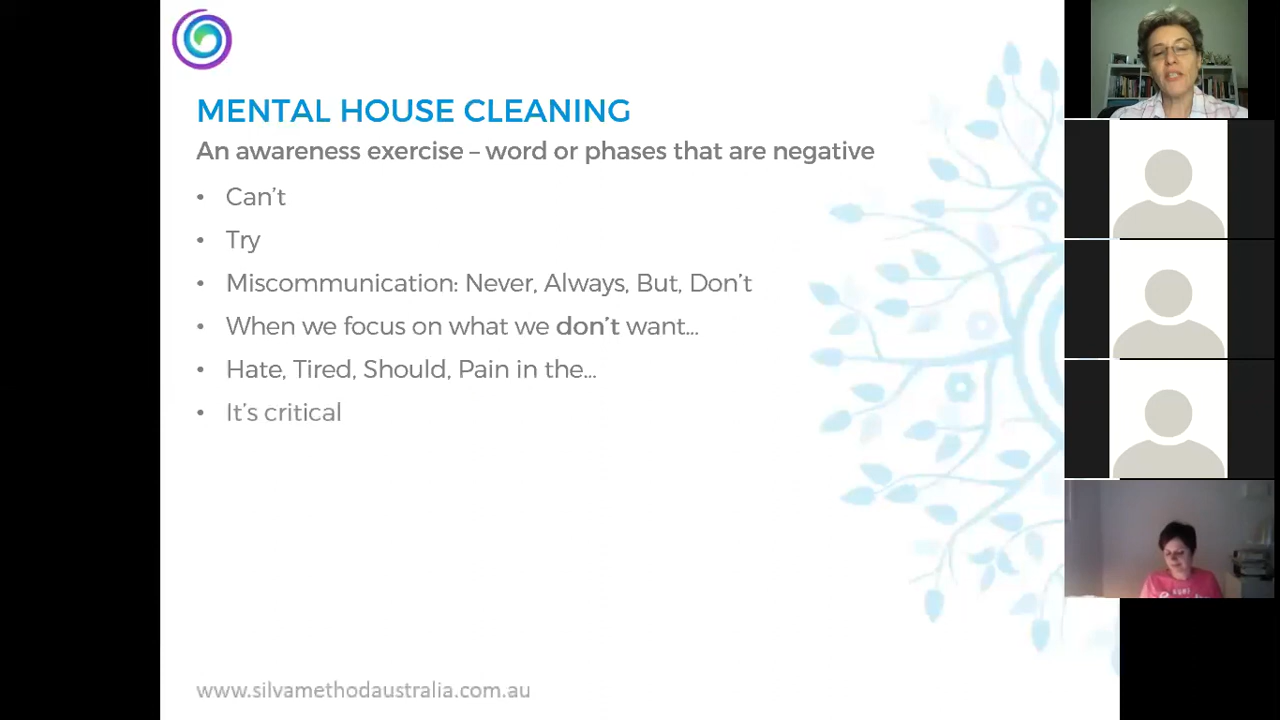 MENTAL HOUSE CLEANING
An awareness exercise – word or phases that are negative
• Can't
• Try
• Miscommunication: Never, Always, But, Don't
• When we focus on what we don't want...
• Hate, Tired, Should, Pain in the...
• It's critical
www.silvamethodaustralia.com.au